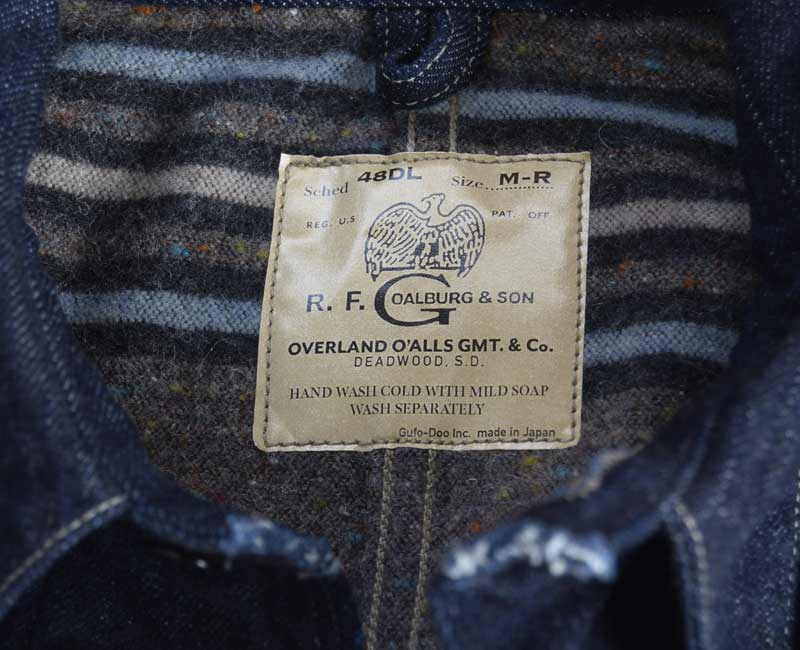 Sched 48DL Size........ M-R
REG. U.S PAT. OFF.
R. F. GOALBURG & SON
OVERLAND O'ALLS GMT. & Co.
DEADWOOD. S.D.
HAND WASH COLD WITH MILD SOAP
WASH SEPARATELY
Gufo-Doo Inc. made in Japan